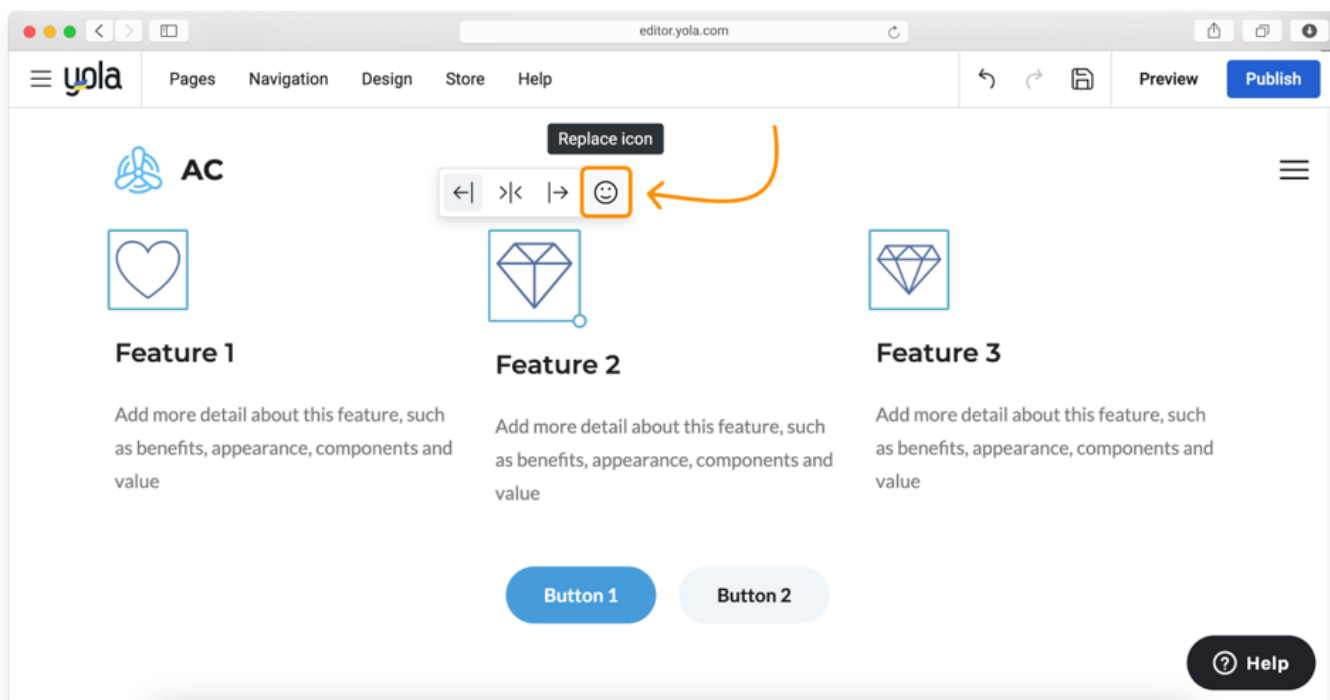 editor.yola.com
yola Pages Navigation Design Store Help Preview Publish
Replace icon
AC
Feature 1
Add more detail about this feature, such
as benefits, appearance, components and
value
Feature 2
Add more detail about this feature, such
as benefits, appearance, components and
value
Feature 3
Add more detail about this feature, such
as benefits, appearance, components and
value
Button 1 Button 2
? Help